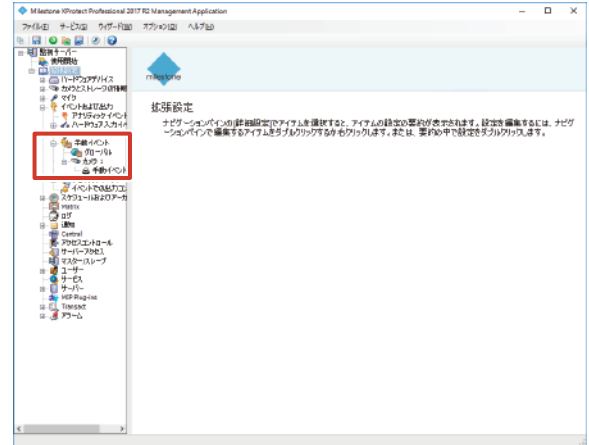 Milestone XProtect Professional 2017 R2 Management Application
ファイル(E) サービス(S) ウィザード(W) オプション(O) ヘルプ(H)
監視サーバー
使用開始
ハードウェアデバイス
カメラとストレージの情報
マイク
イベントおよび出力
アナリティクイベント
ハードウェア入力イベ
手動イベント
グローバル
カメラ 1
手動イベント
イベントでの出力コ
スケジュールおよびアーカ
Matrix
ログ
通知
Central
アクセスコントロール
サーバーアクセス
マスター/スレーブ
ユーザー
サービス
サーバー
MIP Plug-ins
Transact
アラーム
milestone
拡張設定
ナビゲーションペインの[詳細設定]でアイテムを選択すると、アイテムの設定の要約が表示されます。設定を編集するには、ナビゲ
ーションペインで編集するアイテムをダブルクリックするか右クリックします。または、要約の中で設定をダブルクリックします。